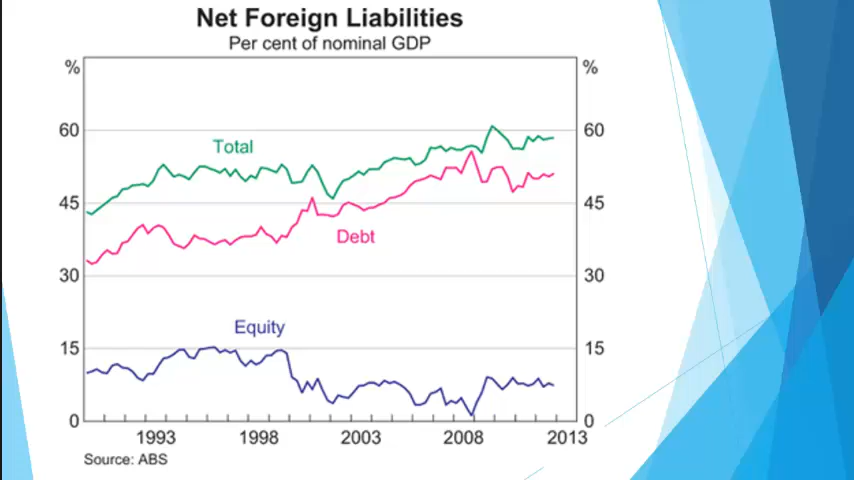 Net Foreign Liabilities
Per cent of nominal GDP
% %
60 60
Total
45 45
Debt
30 30
Equity
15 15
0 0
1993 1998 2003 2008 2013
Source: ABS